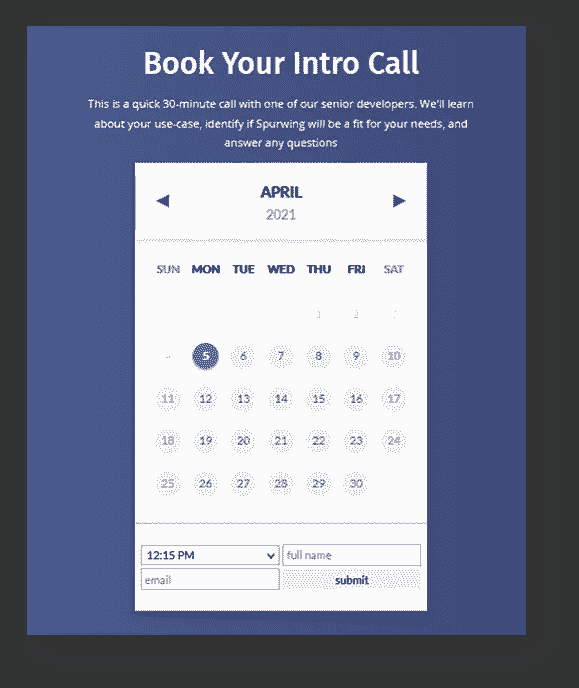 Book Your Intro Call
This is a quick 30-minute call with one of our senior developers. We'll learn
about your use-case, identify if Spurwing will be a fit for your needs, and
answer any questions
◀ APRIL ▶
2021
SUN MON TUE WED THU FRI SAT
1 2
5 6 7 8 9 10
11 12 13 14 15 16 17
18 19 20 21 22 23 24
25 26 27 28 29 30
12:15 PM full name
email submit